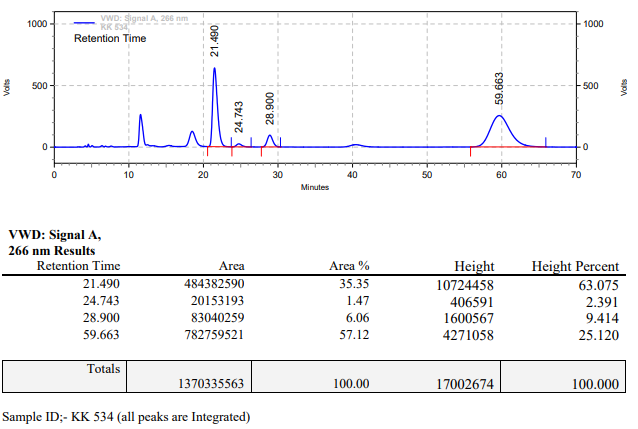 VWD: Signal A, 266 nm
KK 534
Retention Time
1000
500
0
Volts
21.490
24.743
28.900
59.663
1000
500
0
Volts
0 10 20 30 40 50 60 70
Minutes
VWD: Signal A,
266 nm Results
Retention Time Area Area % Height Height Percent
21.490 484382590 35.35 10724458 63.075
24.743 20153193 1.47 406591 2.391
28.900 83040259 6.06 1600567 9.414
59.663 782759521 57.12 4271058 25.120
Totals
1370335563 100.00 17002674 100.000
Sample ID;- KK 534 (all peaks are Integrated)